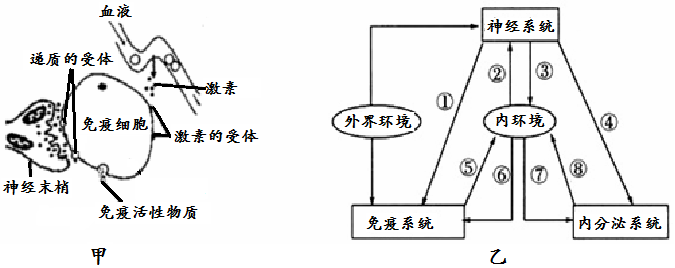 血液
递质的受体
激素
免疫细胞
激素的受体
神经末梢
免疫活性物质
甲
神经系统
①
②
③
④
外界环境
内环境
⑤
⑥
⑦
⑧
免疫系统
内分泌系统
乙